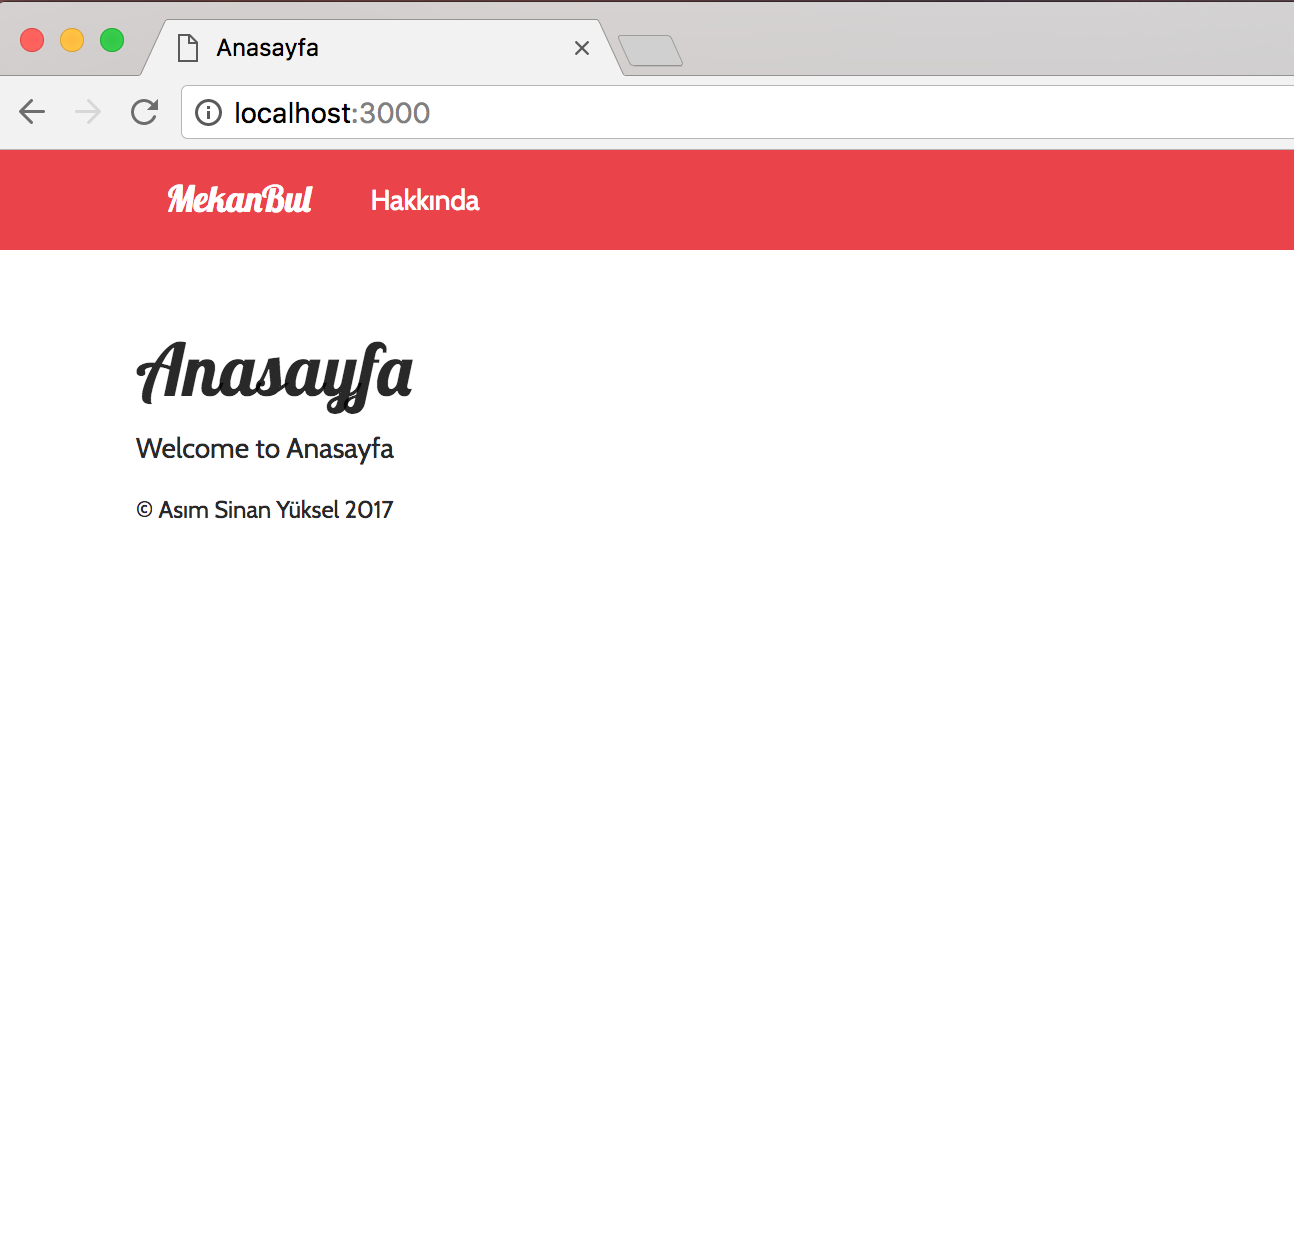 Anasayfa
localhost:3000
MekanBul Hakkında
Anasayfa
Welcome to Anasayfa
© Asım Sinan Yüksel 2017